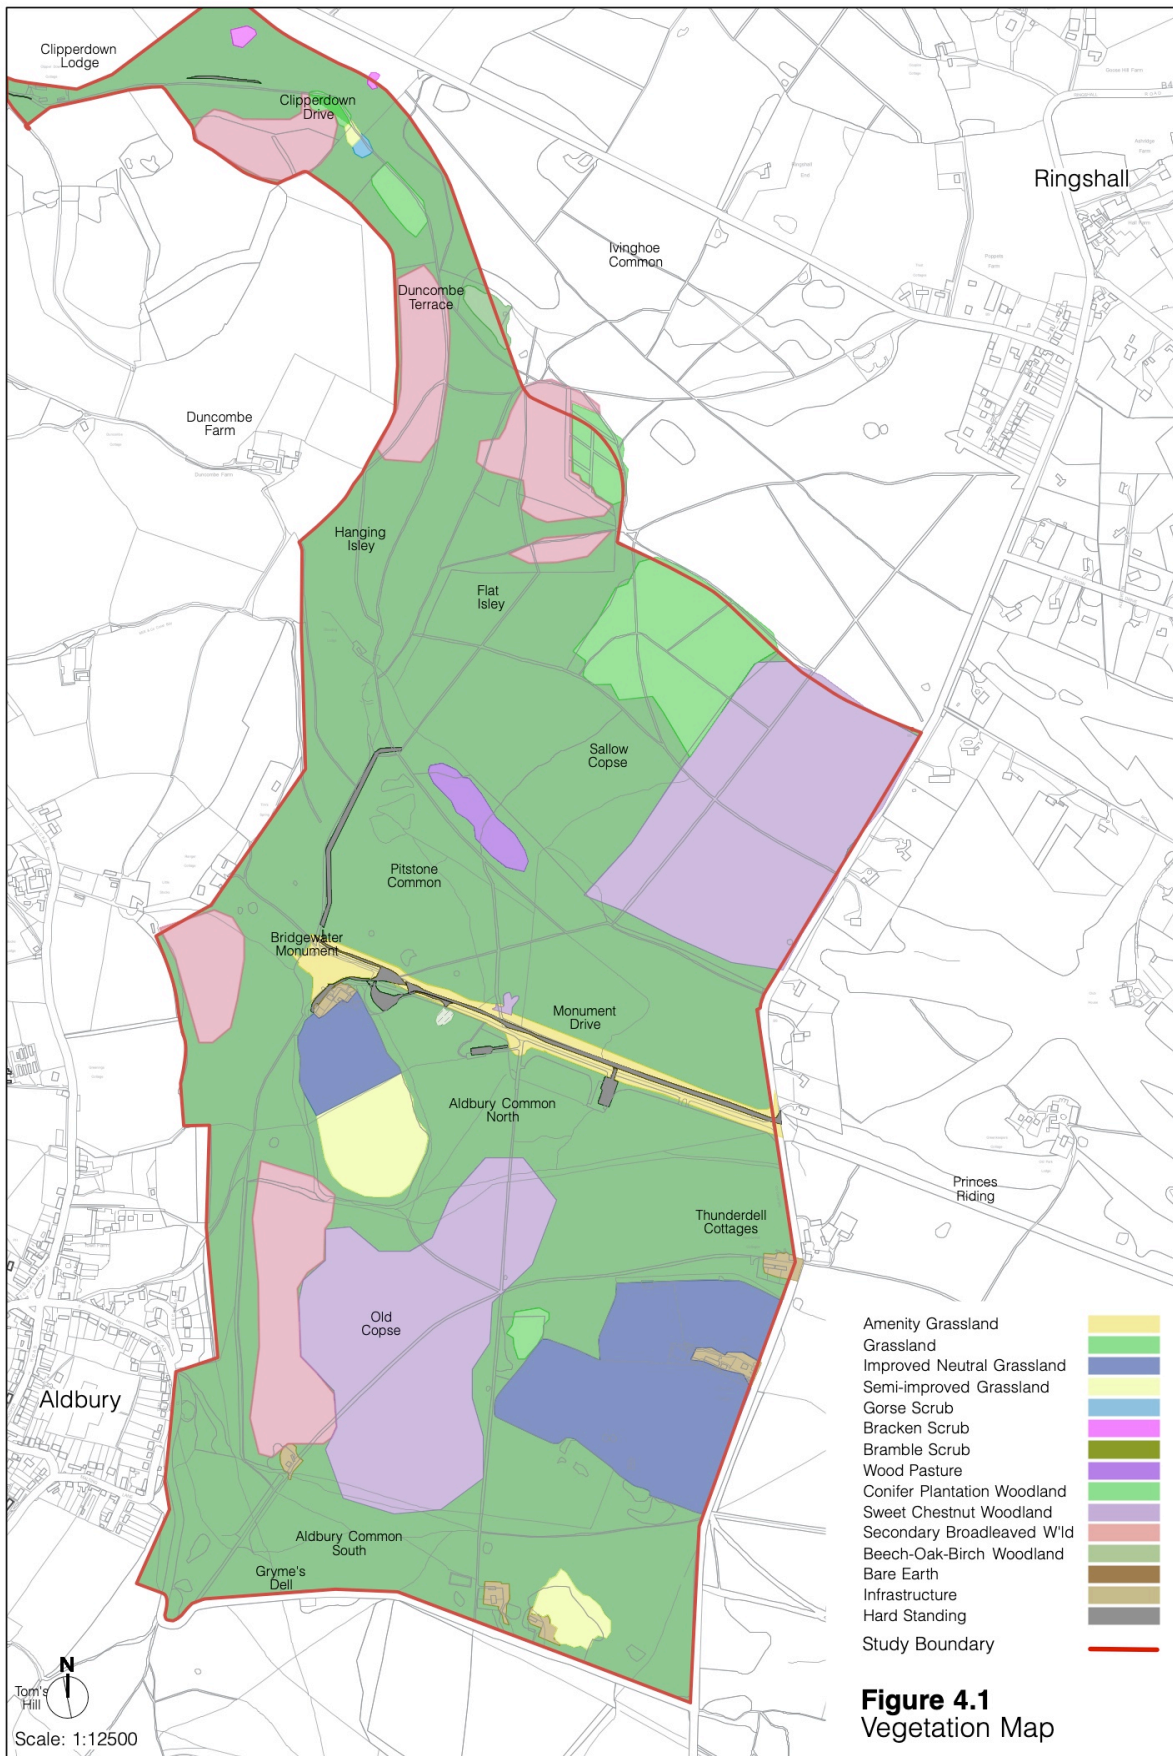 Clipperdown
Lodge
Clipperdown
Drive
Ringshall
Ivinghoe
Common
Duncombe
Terrace
Duncombe
Farm
Hanging
Isley
Flat
Isley
Sallow
Copse
Pitstone
Common
Bridgewater
Monument
Monument
Drive
Aldbury Common
North
Princes
Riding
Thunderdell
Cottages
Old
Copse
Aldbury
Aldbury Common
South
Gryme's
Dell
Tom's
Hill
N
Scale: 1:12500
Amenity Grassland
Grassland
Improved Neutral Grassland
Semi-improved Grassland
Gorse Scrub
Bracken Scrub
Bramble Scrub
Wood Pasture
Conifer Plantation Woodland
Sweet Chestnut Woodland
Secondary Broadleaved W'ld
Beech-Oak-Birch Woodland
Bare Earth
Infrastructure
Hard Standing
Study Boundary
Figure 4.1
Vegetation Map